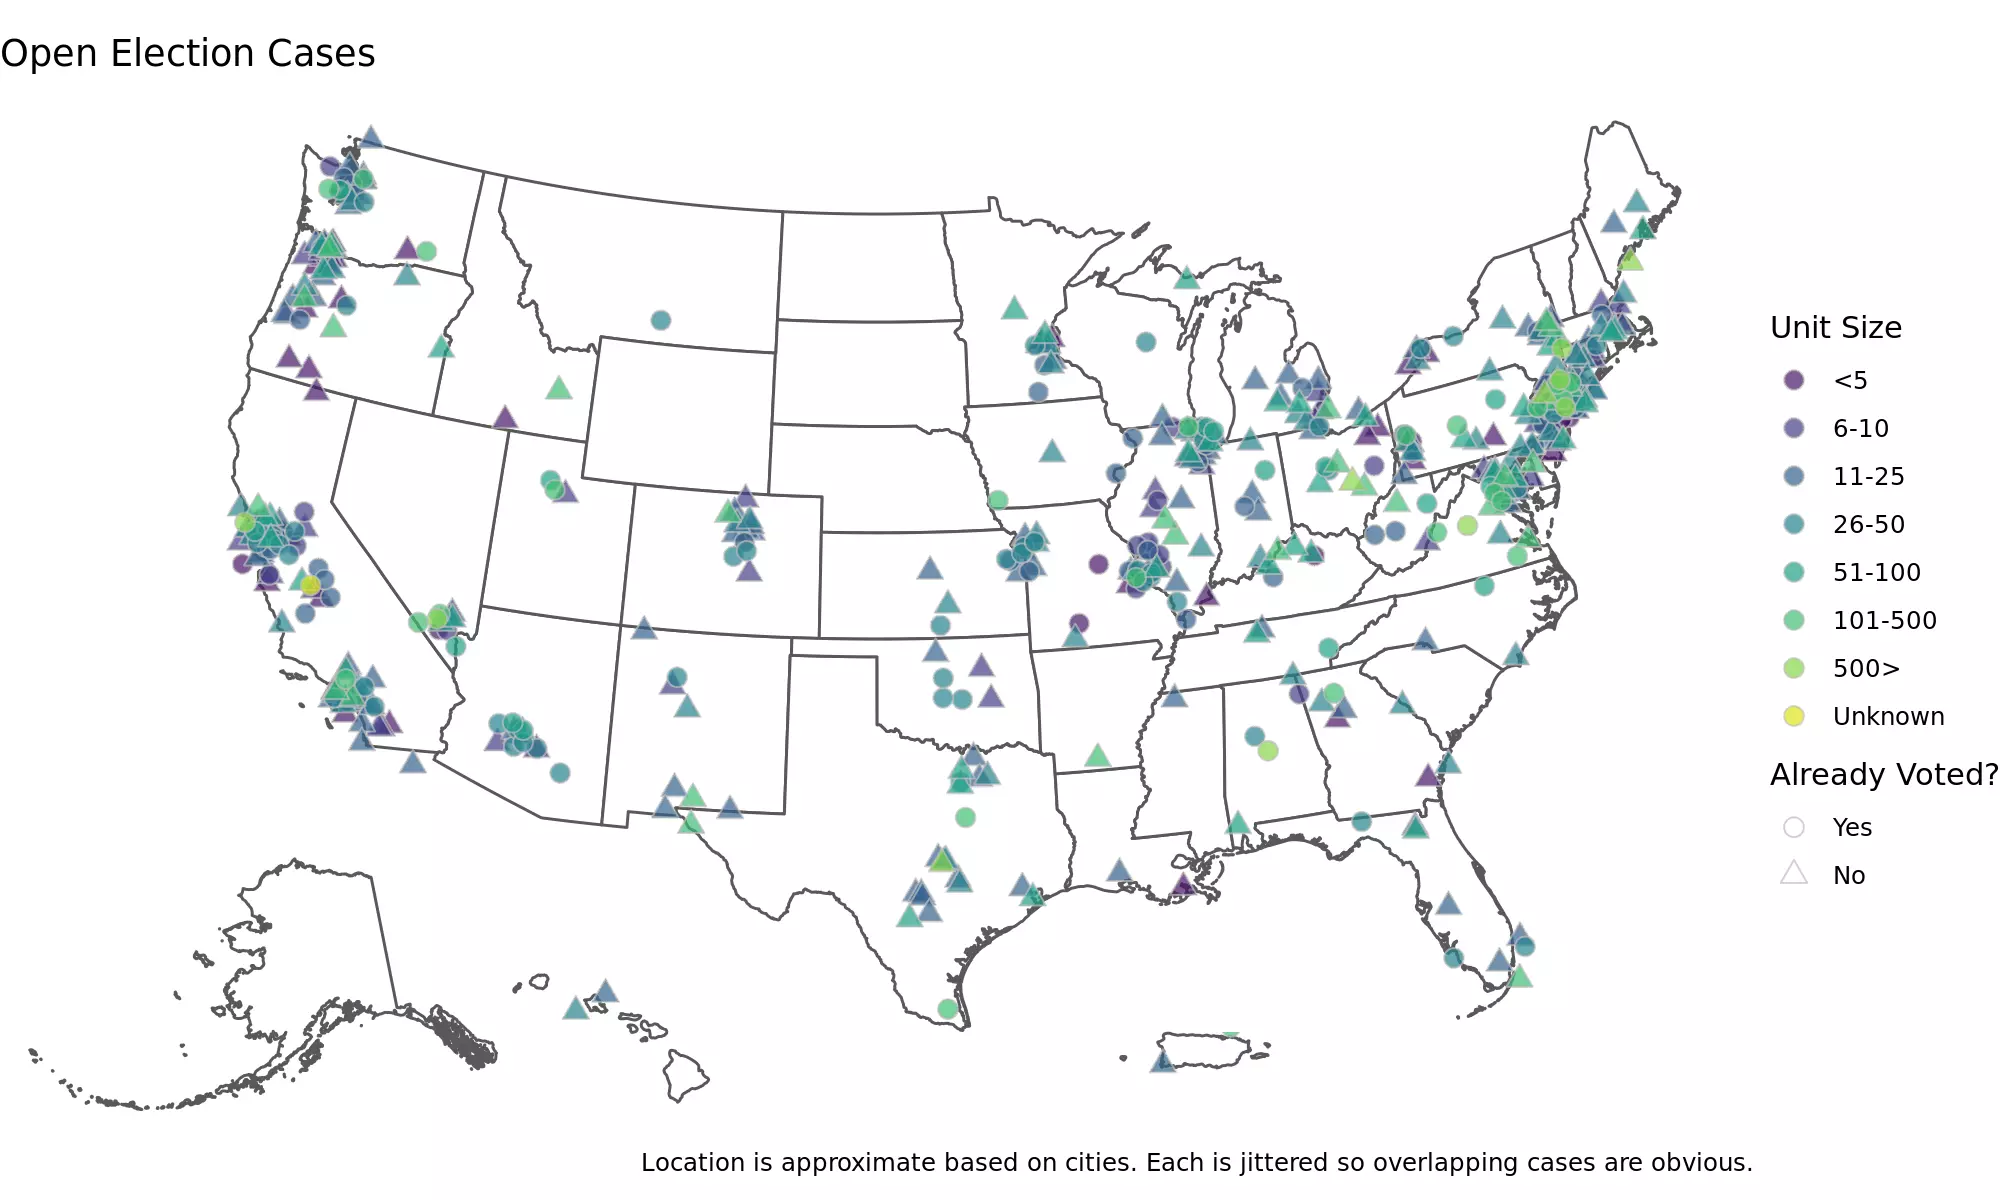 Open Election Cases
Unit Size
<5
6-10
11-25
26-50
51-100
101-500
500>
Unknown
Already Voted?
Yes
No
Location is approximate based on cities. Each is jittered so overlapping cases are obvious.